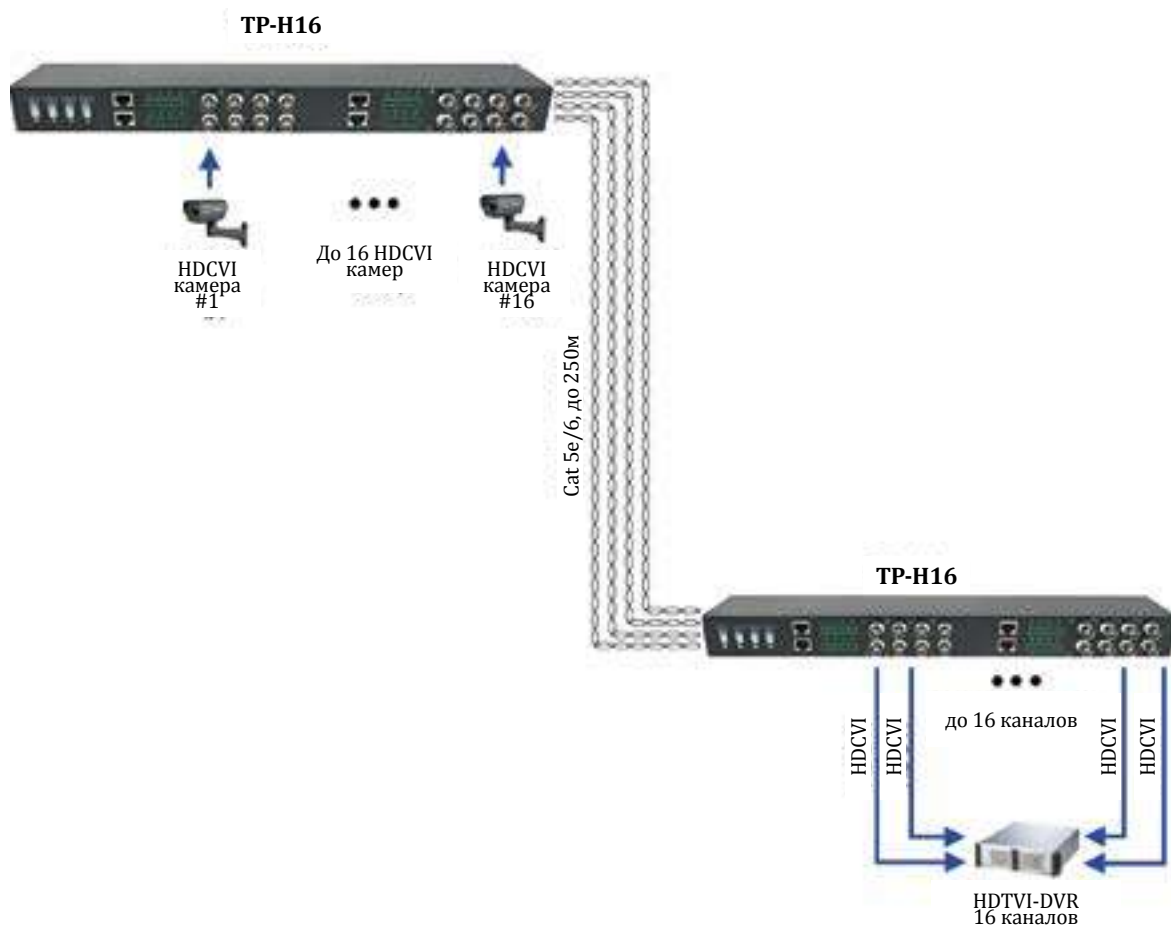 TP-H16
До 16 HDCVI
камер
HDCVI
камера
#1
HDCVI
камера
#16
Cat 5e/6, до 250м
TP-H16
до 16 каналов
HDCVI
HDCVI
HDCVI
HDCVI
HDTVI-DVR
16 каналов